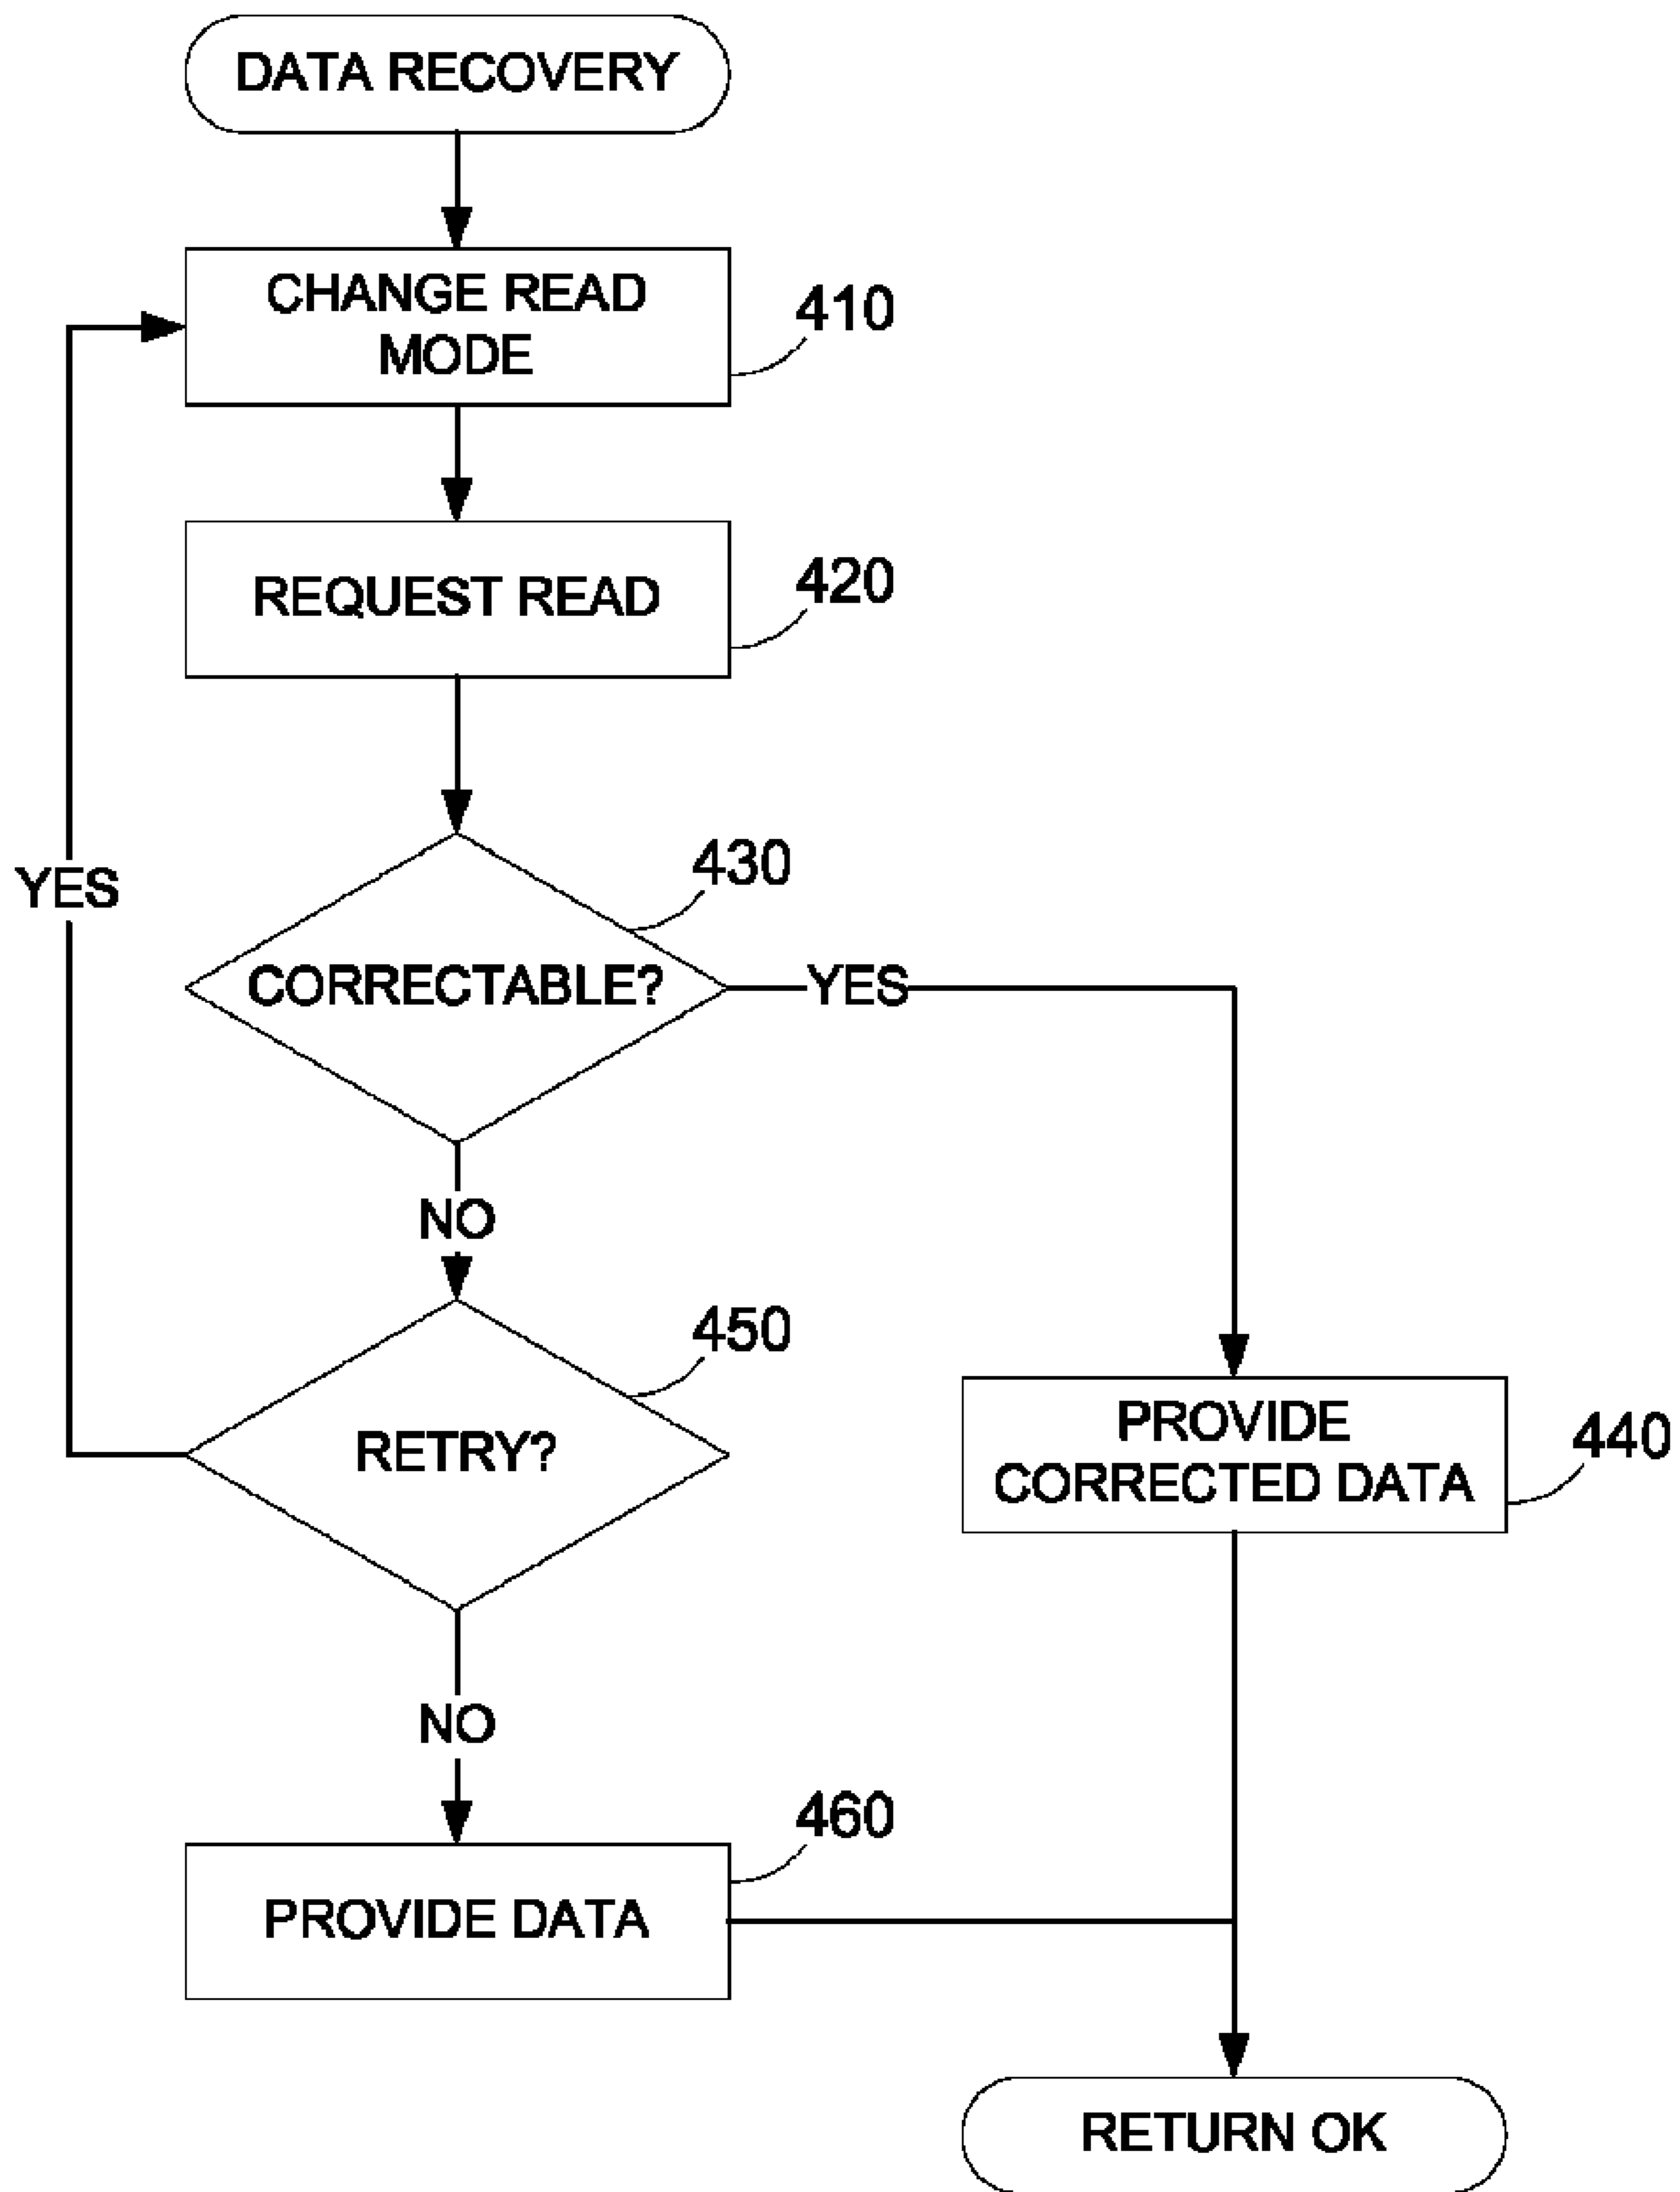 DATA RECOVERY
CHANGE READ
MODE
410
REQUEST READ
420
430
YES
CORRECTABLE?
YES
NO
450
RETRY?
PROVIDE
CORRECTED DATA
440
NO
460
PROVIDE DATA
RETURN OK